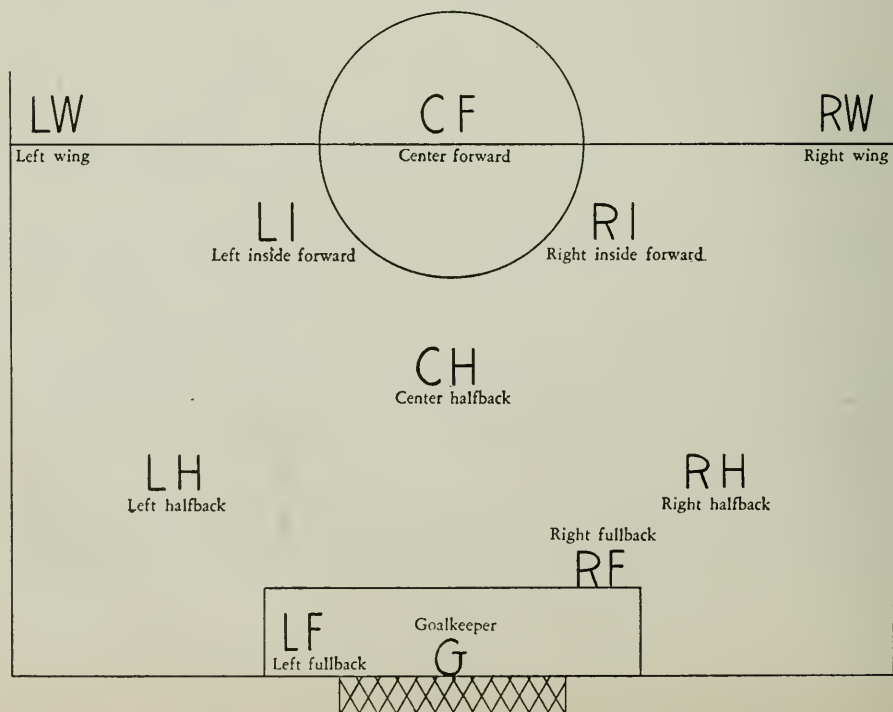 LW CF RW
Left wing Center forward Right wing
LI RI
Left inside forward Right inside forward
CH
Center halfback
LH RH
Left halfback Right halfback
Right fullback
RF
LF Goalkeeper
Left fullback G